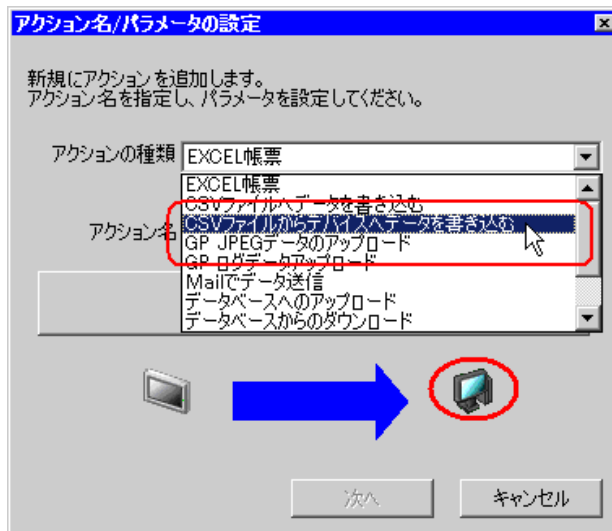 アクション名/パラメータの設定
新規にアクションを追加します。
アクション名を指定し、パラメータを設定してください。
アクションの種類
EXCEL帳票
EXCEL帳票
CSVファイルへデータを書き込む
アクション名
CSVファイルからデバイスへデータを書き込む
GP JPEGデータのアップロード
GP ログデータアップロード
Mailでデータ送信
データベースへのアップロード
データベースからのダウンロード
次へ
キャンセル